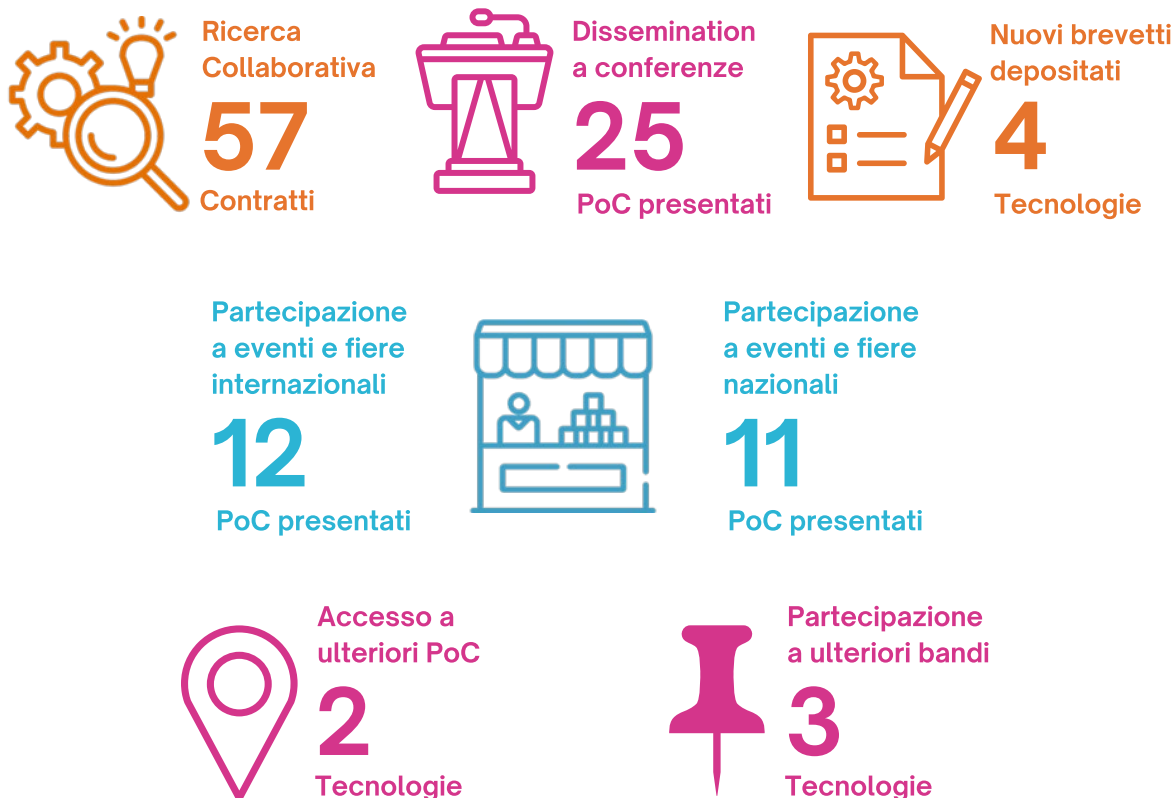 Ricerca
Collaborativa
57
Contratti
Dissemination
a conferenze
25
PoC presentati
Nuovi brevetti
depositati
4
Tecnologie
Partecipazione
a eventi e fiere
internazionali
12
PoC presentati
Partecipazione
a eventi e fiere
nazionali
11
PoC presentati
Accesso a
ulteriori PoC
2
Tecnologie
Partecipazione
a ulteriori bandi
3
Tecnologie